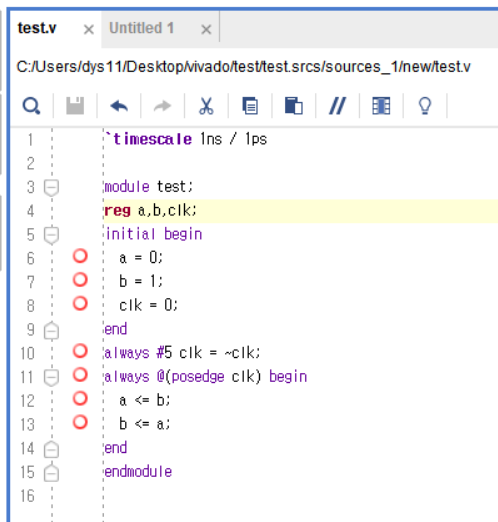 test.v × Untitled 1 ×
C:/Users/dys11/Desktop/vivado/test/test.srcs/sources_1/new/test.v
1 `timescale 1ns / 1ps
2
3 module test;
4 reg a,b,clk;
5 initial begin
6 a = 0;
7 b = 1;
8 clk = 0;
9 end
10 always #5 clk = ~clk;
11 always @(posedge clk) begin
12 a <= b;
13 b <= a;
14 end
15 endmodule
16